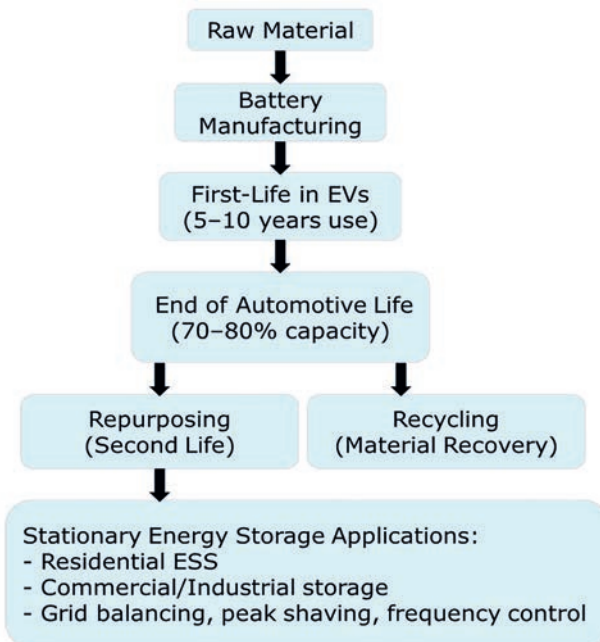 Raw Material
Battery
Manufacturing
First-Life in EVs
(5–10 years use)
End of Automotive Life
(70–80% capacity)
Repurposing
(Second Life)
Recycling
(Material Recovery)
Stationary Energy Storage Applications:
- Residential ESS
- Commercial/Industrial storage
- Grid balancing, peak shaving, frequency control